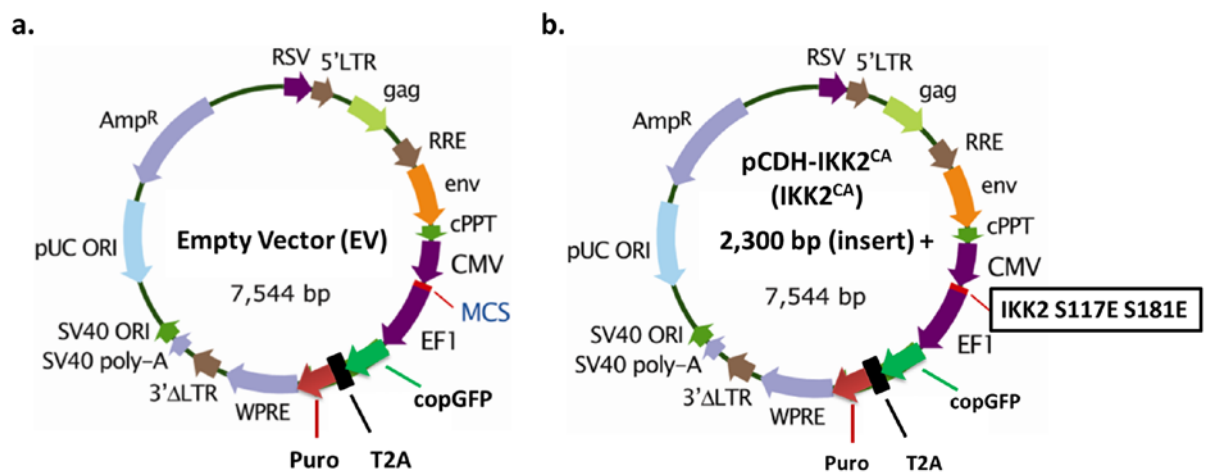 a.
RSV
5'LTR
gag
AmpR
RRE
env
cPPT
Empty Vector (EV)
pUC ORI
CMV
7,544 bp
MCS
SV40 ORI
EF1
SV40 poly-A
3'ΔLTR
WPRE
copGFP
Puro
T2A
b.
RSV
5'LTR
gag
AmpR
RRE
pCDH-IKK2CA
(IKK2CA)
env
cPPT
2,300 bp (insert) +
pUC ORI
CMV
7,544 bp
IKK2 S117E S181E
SV40 ORI
EF1
SV40 poly-A
3'ΔLTR
WPRE
copGFP
Puro
T2A